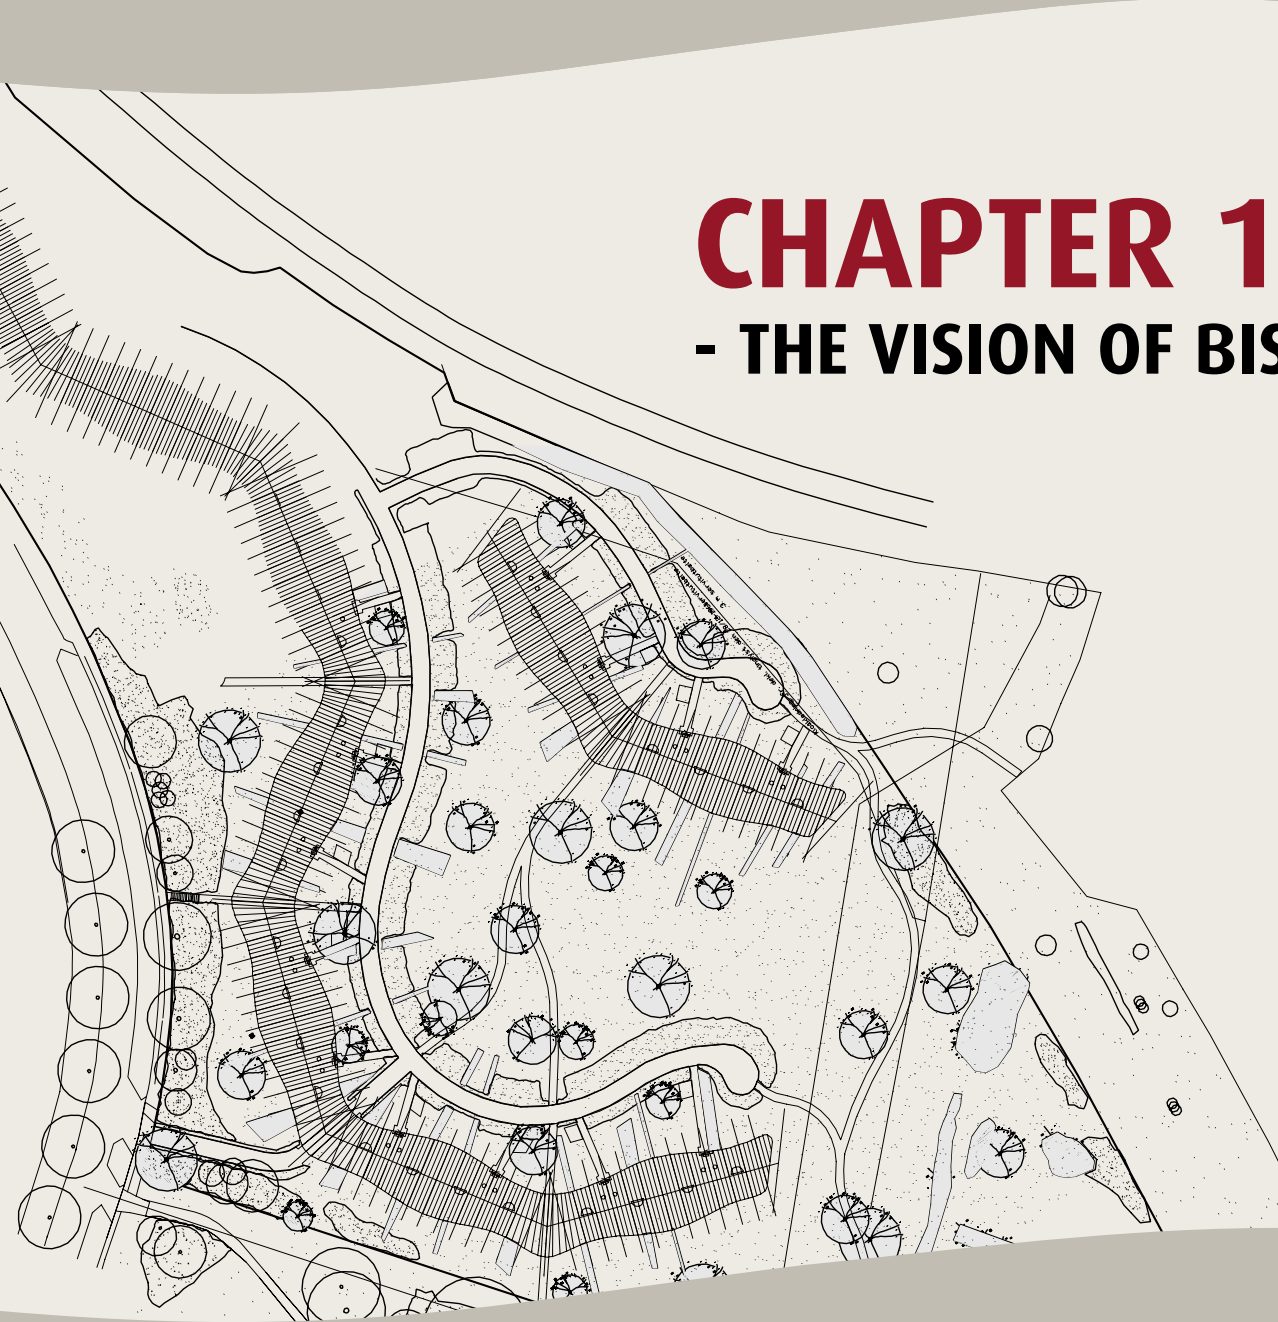 CHAPTER 1
- THE VISION OF BIS